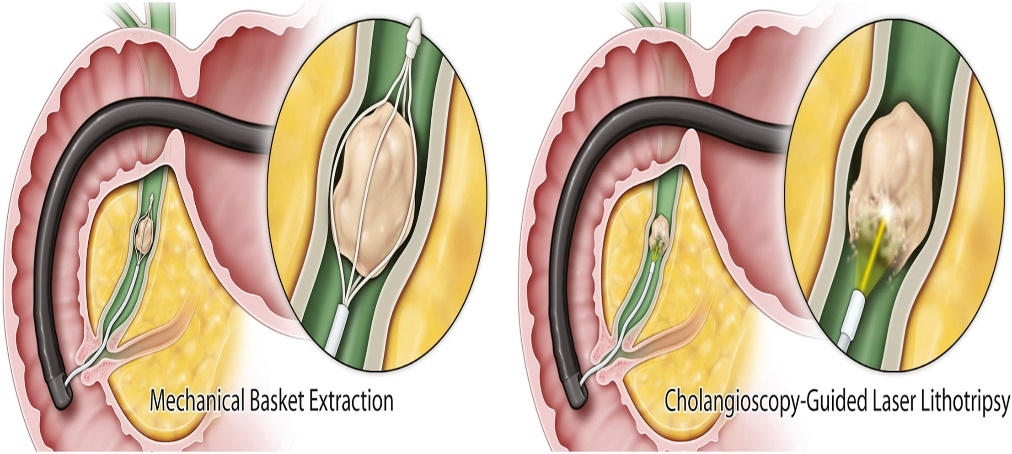 Mechanical Basket Extraction
Cholangioscopy-Guided Laser Lithotripsy